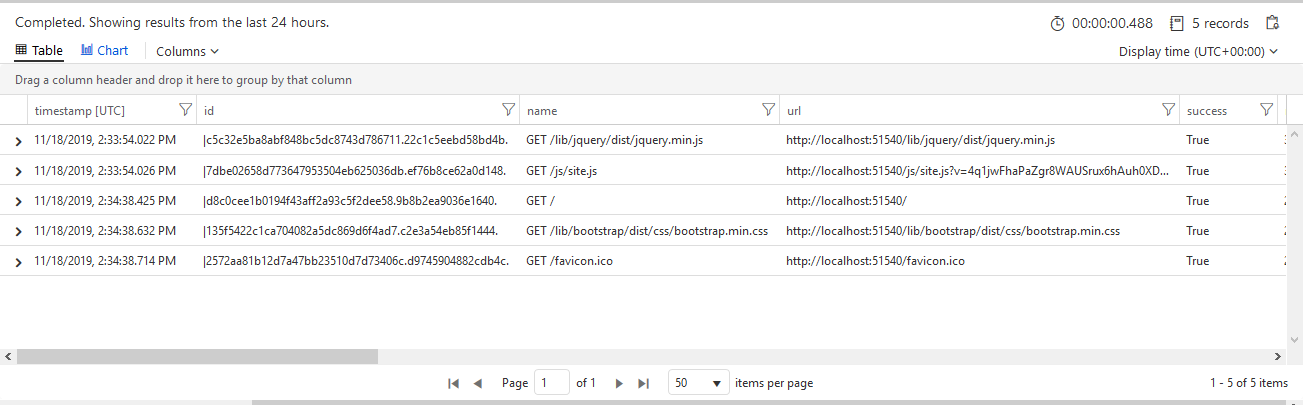 Completed. Showing results from the last 24 hours. 00:00:00.488 5 records
Table Chart Columns Display time (UTC+00:00)
Drag a column header and drop it here to group by that column
timestamp [UTC] id name url success
11/18/2019, 2:33:54.022 PM |c5c32e5ba8abf848bc5dc8743d786711.22c1c5eebd58bd4b. GET /lib/jquery/dist/jquery.min.js http://localhost:51540/lib/jquery/dist/jquery.min.js True
11/18/2019, 2:33:54.026 PM |7dbe02658d773647953504eb625036db.ef76b8ce62a0d148. GET /js/site.js http://localhost:51540/js/site.js?v=4q1jwFhaPaZgr8WAUSrux6hAuh0XD... True
11/18/2019, 2:34:38.425 PM |d8c0cee1b0194f43aff2a93c5f2dee58.9b8b2ea9036e1640. GET / http://localhost:51540/ True
11/18/2019, 2:34:38.632 PM |135f5422c1ca704082a5dc869d6f4ad7.c2e3a54eb85f1444. GET /lib/bootstrap/dist/css/bootstrap.min.css http://localhost:51540/lib/bootstrap/dist/css/bootstrap.min.css True
11/18/2019, 2:34:38.714 PM |2572aa81b12d7a47bb23510d7d73406c.d9745904882cdb4c. GET /favicon.ico http://localhost:51540/favicon.ico True
Page 1 of 1 50 items per page 1 - 5 of 5 items